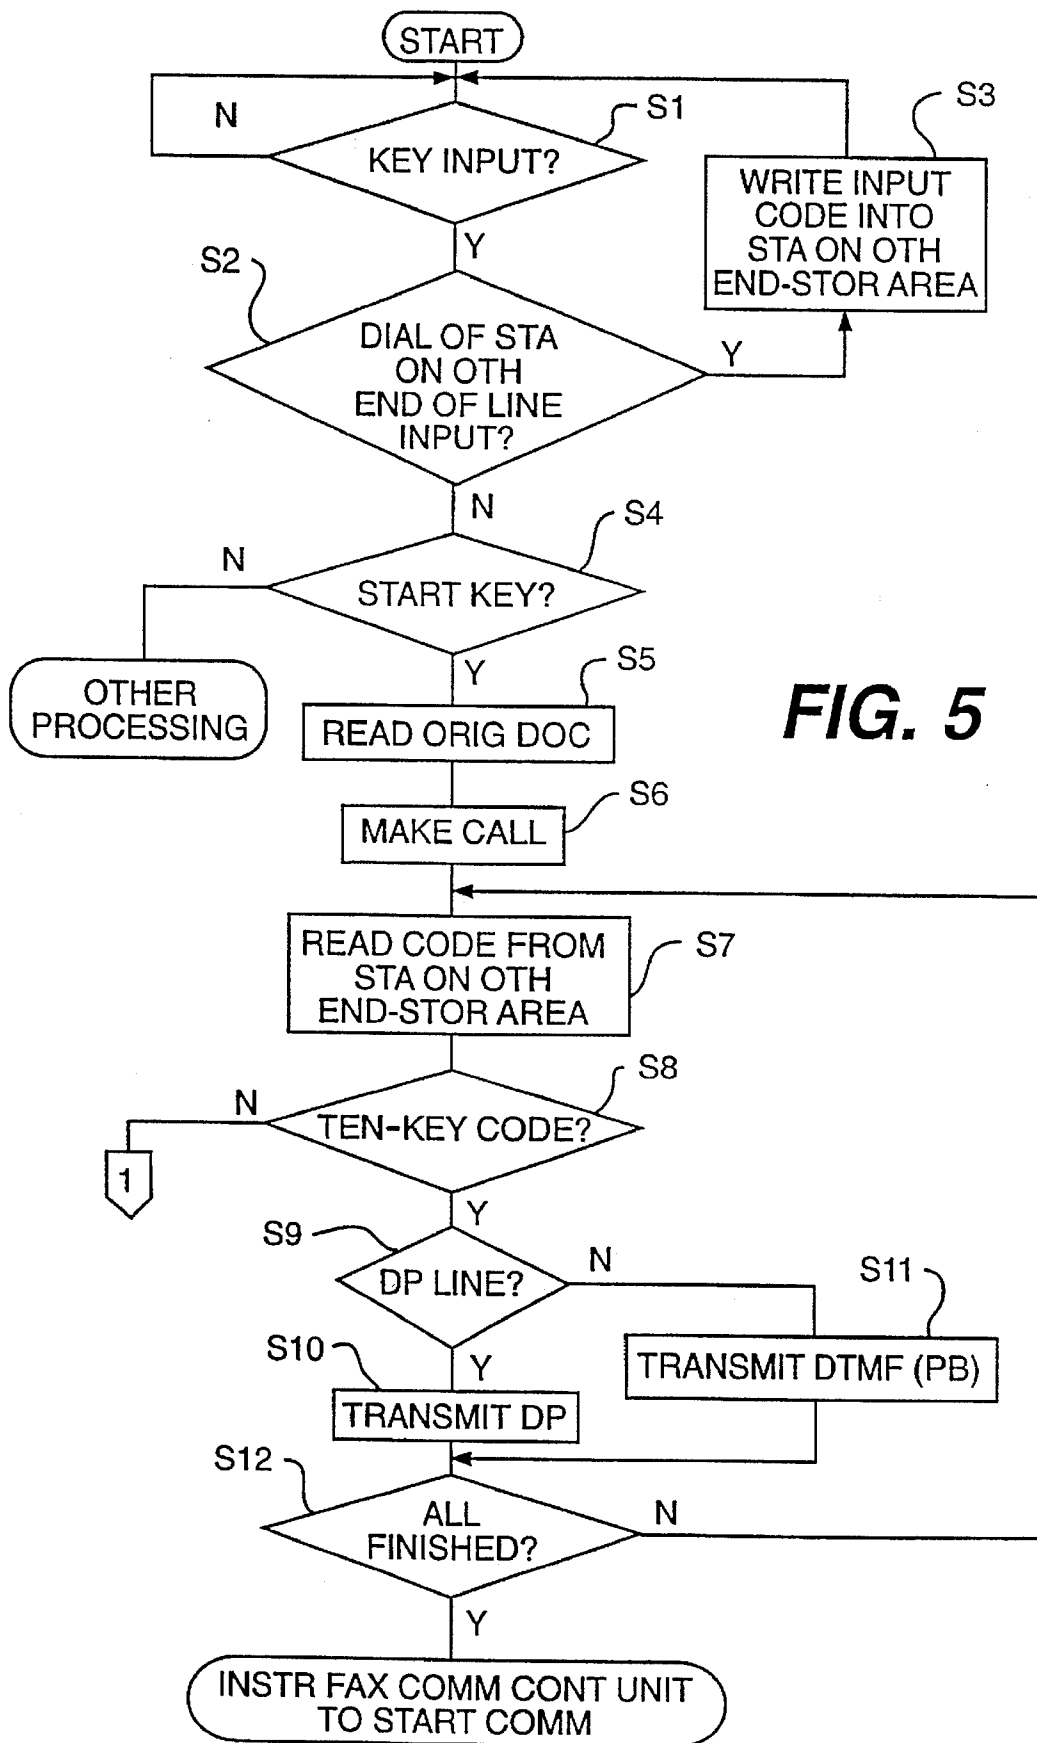 START
N
S1
S3
KEY INPUT?
WRITE INPUT
CODE INTO
STA ON OTH
END-STOR AREA
Y
S2
DIAL OF STA
ON OTH
END OF LINE
INPUT?
Y
N
S4
N
START KEY?
Y
S5
OTHER
PROCESSING
READ ORIG DOC
FIG. 5
S6
MAKE CALL
READ CODE FROM
STA ON OTH
END-STOR AREA
S7
S8
N
TEN-KEY CODE?
1
Y
S9
DP LINE?
N
S11
S10
Y
TRANSMIT DTMF (PB)
TRANSMIT DP
S12
ALL
FINISHED?
N
Y
INSTR FAX COMM CONT UNIT
TO START COMM